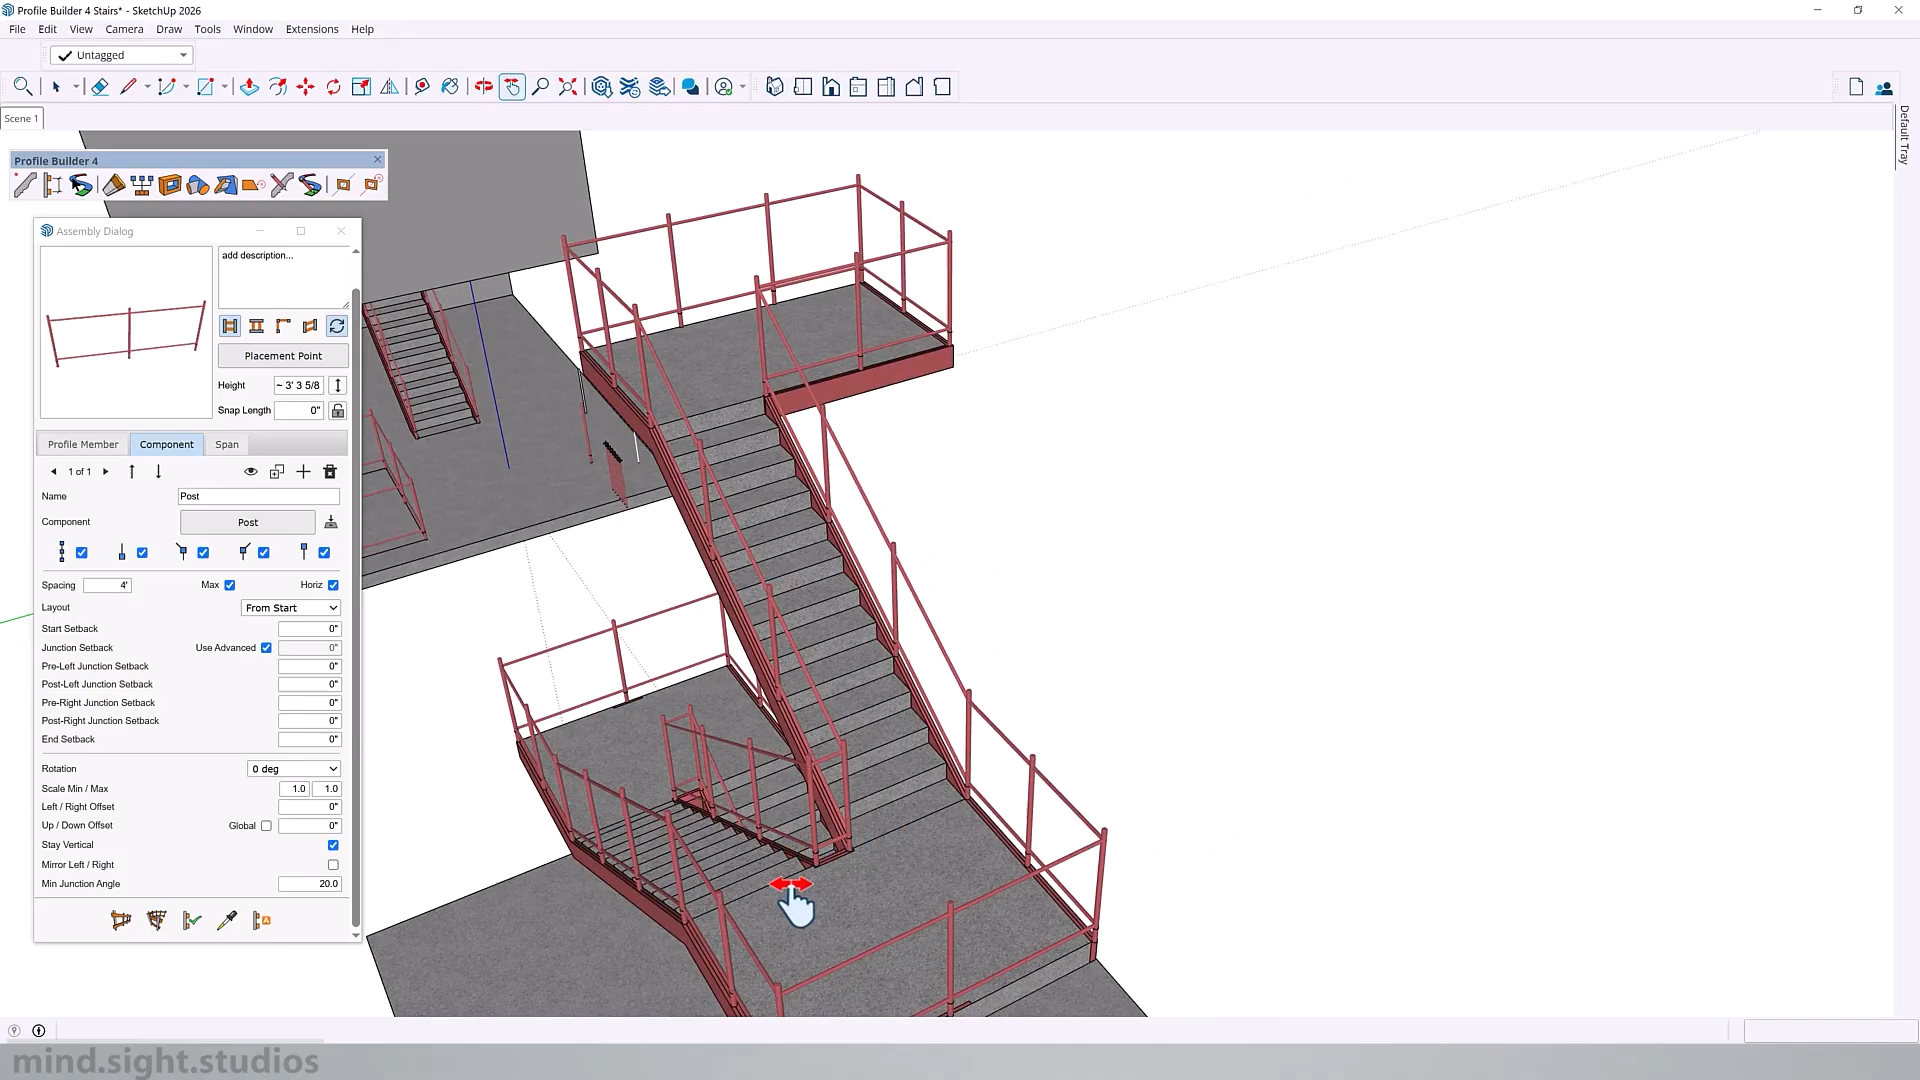 Profile Builder 4 Stairs* - SketchUp 2026
File Edit View Camera Draw Tools Window Extensions Help
Untagged
Scene 1
Default Tray
Profile Builder 4
Assembly Dialog
add description...
Placement Point
Height ~ 3' 3 5/8
Snap Length 0"
Profile Member Component Span
1 of 1
Name Post
Component Post
Spacing 4' Max Horiz
Layout From Start
Start Setback 0"
Junction Setback Use Advanced 0"
Pre-Left Junction Setback 0"
Post-Left Junction Setback 0"
Pre-Right Junction Setback 0"
Post-Right Junction Setback 0"
End Setback 0"
Rotation 0 deg
Scale Min / Max 1.0 1.0
Left / Right Offset 0"
Up / Down Offset Global 0"
Stay Vertical
Mirror Left / Right
Min Junction Angle 20.0
mind.sight.studios